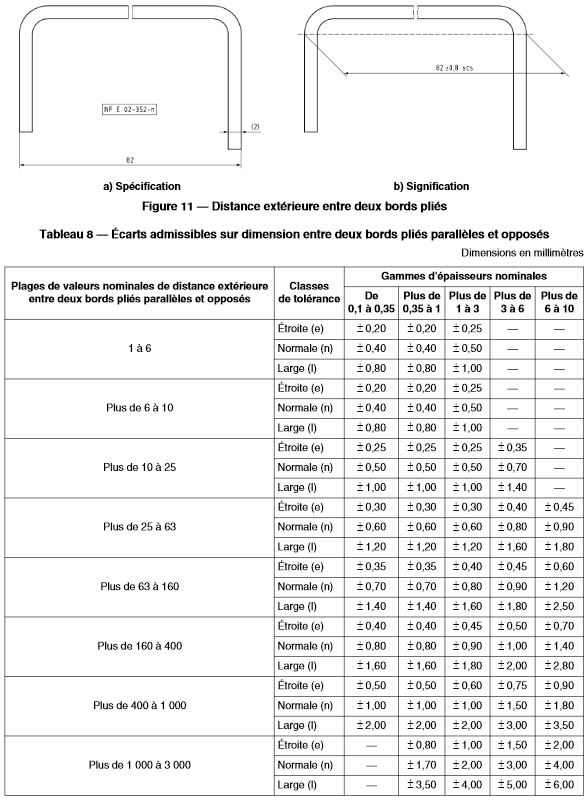 NF E 02-352-n
(2)
82
82 ±0,8 scs
a) Spécification
b) Signification
Figure 11 — Distance extérieure entre deux bords pliés
Tableau 8 — Écarts admissibles sur dimension entre deux bords pliés parallèles et opposés
Dimensions en millimètres
Plages de valeurs nominales de distance extérieure entre deux bords pliés parallèles et opposés
Classes de tolérance
Gammes d'épaisseurs nominales
De 0,1 à 0,35 Plus de 0,35 à 1 Plus de 1 à 3 Plus de 3 à 6 Plus de 6 à 10
1 à 6
Étroite (e) ± 0,20 ± 0,20 ± 0,25 — —
Normale (n) ± 0,40 ± 0,40 ± 0,50 — —
Large (l) ± 0,80 ± 0,80 ± 1,00 — —
Plus de 6 à 10
Étroite (e) ± 0,20 ± 0,20 ± 0,25 — —
Normale (n) ± 0,40 ± 0,40 ± 0,50 — —
Large (l) ± 0,80 ± 0,80 ± 1,00 — —
Plus de 10 à 25
Étroite (e) ± 0,25 ± 0,25 ± 0,25 ± 0,35 —
Normale (n) ± 0,50 ± 0,50 ± 0,50 ± 0,70 —
Large (l) ± 1,00 ± 1,00 ± 1,00 ± 1,40 —
Plus de 25 à 63
Étroite (e) ± 0,30 ± 0,30 ± 0,30 ± 0,40 ± 0,45
Normale (n) ± 0,60 ± 0,60 ± 0,60 ± 0,80 ± 0,90
Large (l) ± 1,20 ± 1,20 ± 1,20 ± 1,60 ± 1,80
Plus de 63 à 160
Étroite (e) ± 0,35 ± 0,35 ± 0,40 ± 0,45 ± 0,60
Normale (n) ± 0,70 ± 0,70 ± 0,80 ± 0,90 ± 1,20
Large (l) ± 1,40 ± 1,40 ± 1,60 ± 1,80 ± 2,50
Plus de 160 à 400
Étroite (e) ± 0,40 ± 0,40 ± 0,45 ± 0,50 ± 0,70
Normale (n) ± 0,80 ± 0,80 ± 0,90 ± 1,00 ± 1,40
Large (l) ± 1,60 ± 1,60 ± 1,80 ± 2,00 ± 2,80
Plus de 400 à 1 000
Étroite (e) ± 0,50 ± 0,50 ± 0,60 ± 0,75 ± 0,90
Normale (n) ± 1,00 ± 1,00 ± 1,00 ± 1,50 ± 1,80
Large (l) ± 2,00 ± 2,00 ± 2,00 ± 3,00 ± 3,50
Plus de 1 000 à 3 000
Étroite (e) — ± 0,80 ± 1,00 ± 1,50 ± 2,00
Normale (n) — ± 1,70 ± 2,00 ± 3,00 ± 4,00
Large (l) — ± 3,50 ± 4,00 ± 5,00 ± 6,00